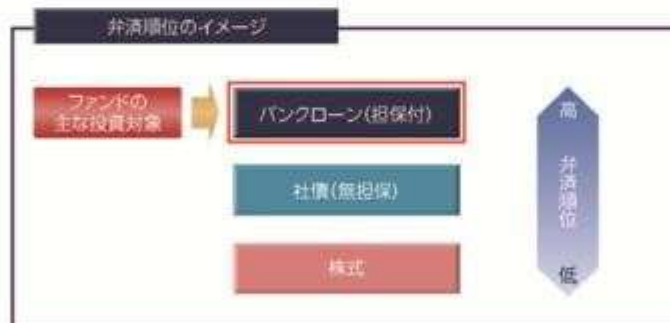 弁済順位のイメージ
ファンドの
主な投資対象
バンクローン(担保付)
社債(無担保)
株式
高
弁済順位
低